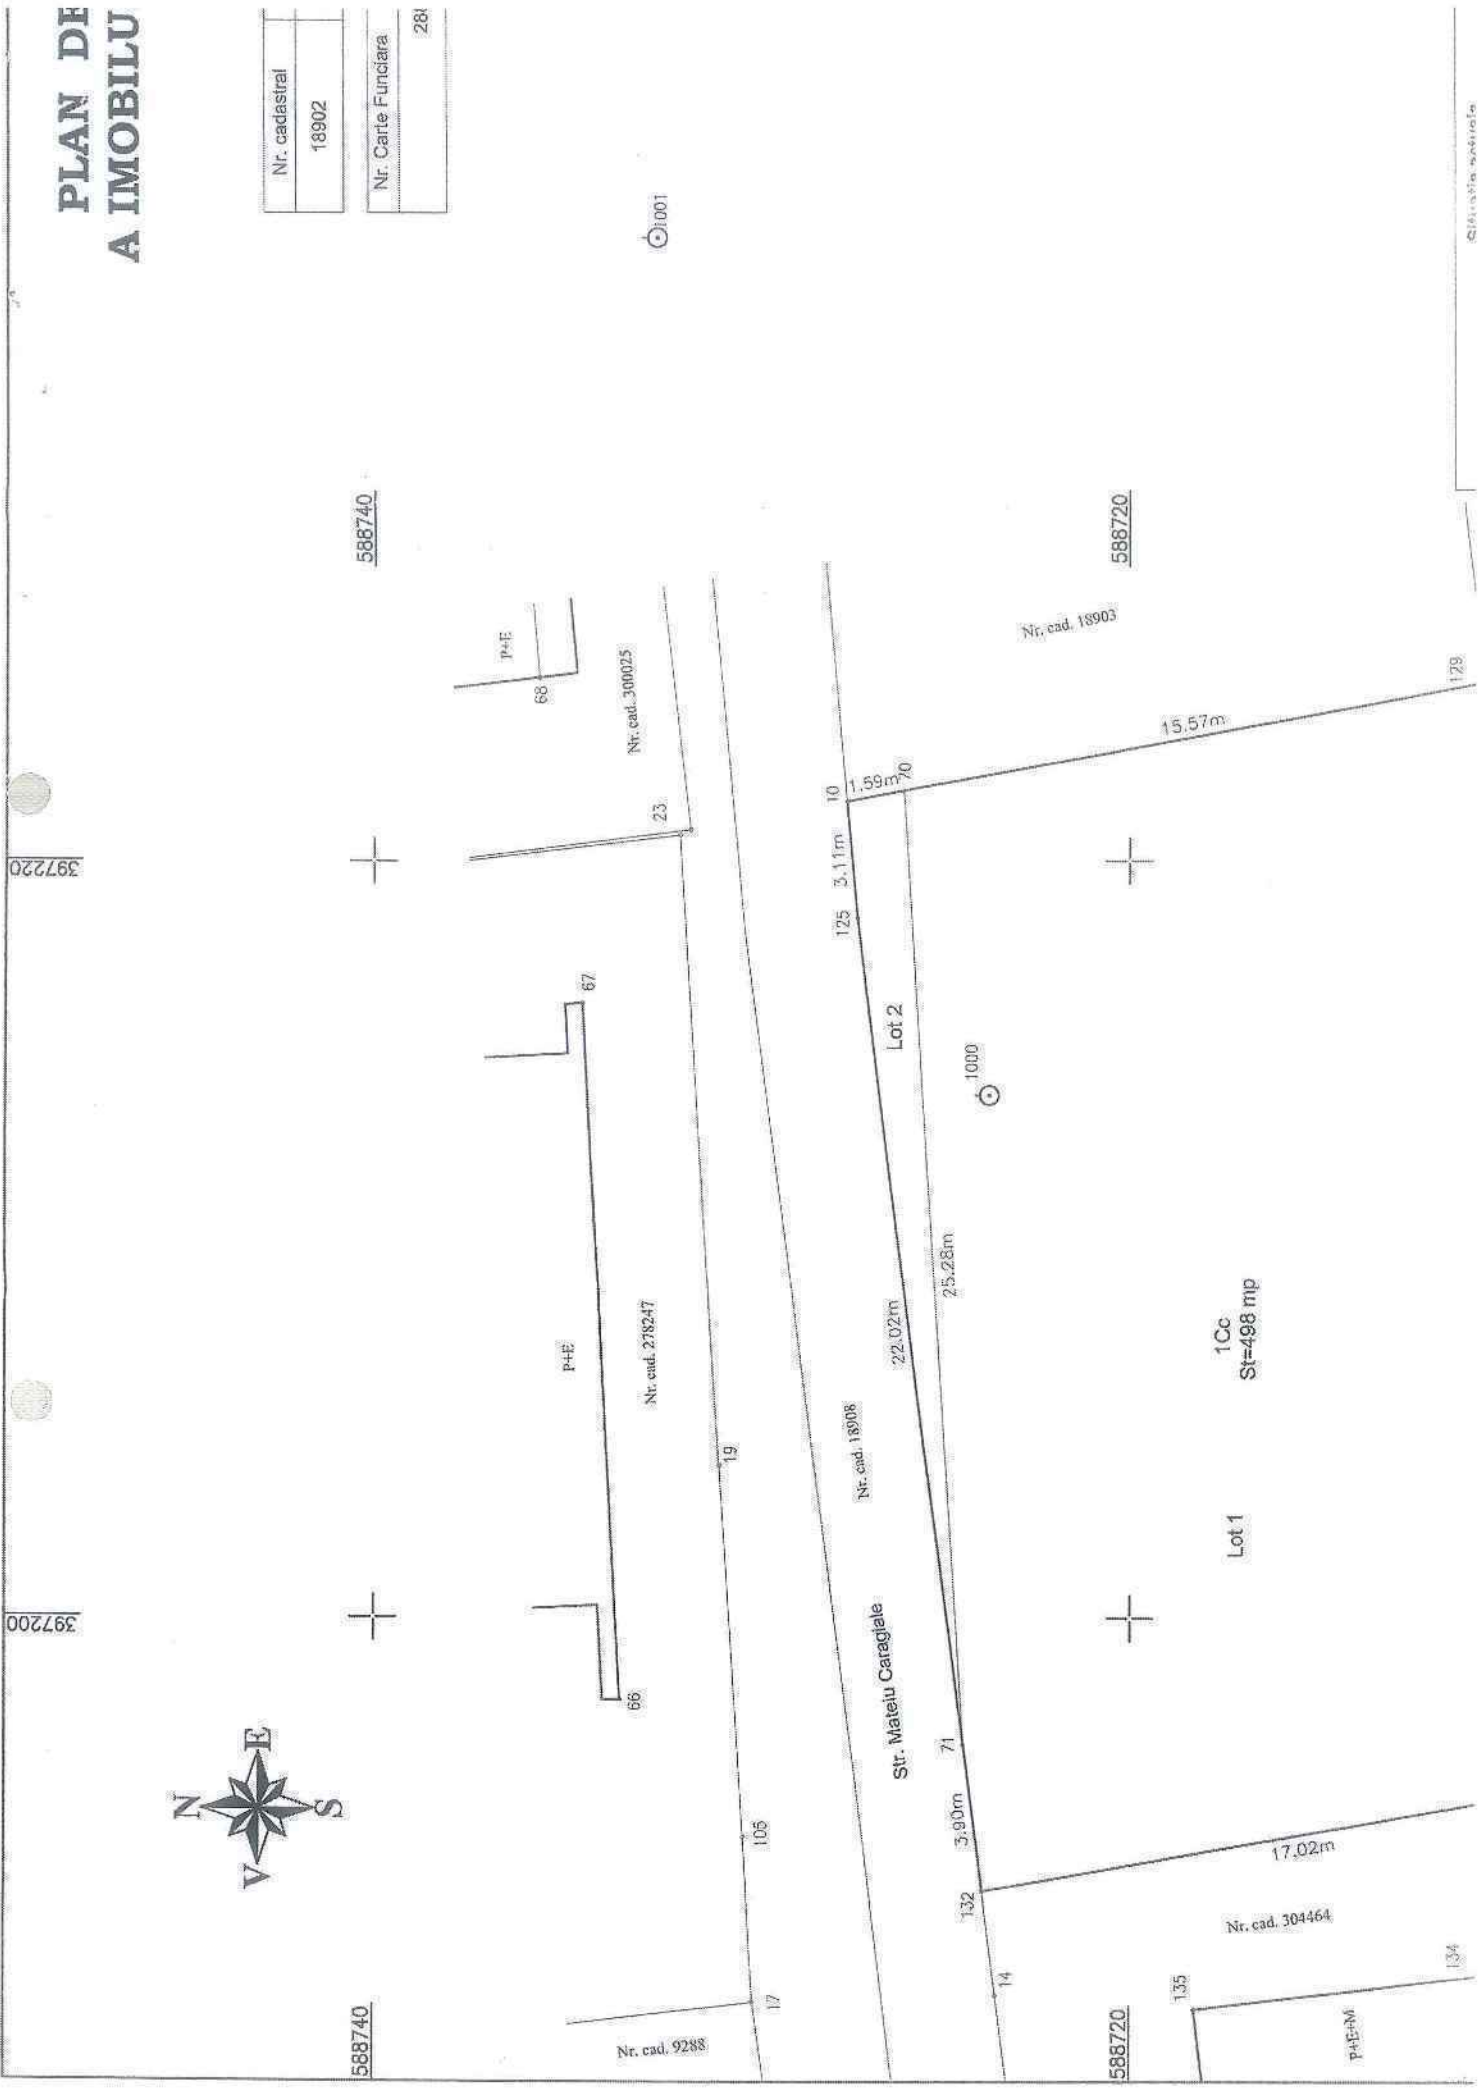 PLAN DE
A IMOBILU
Nr. cadastral
18902
Nr. Carte Funciara
28
397200
397220
588740
588740
N
V
E
S
1001
P+E
68
Nr. cad. 300025
23
67
P+E
Nr. cad. 278247
66
19
105
17
Nr. cad. 9288
Nr. cad. 18908
Str. Mateiu Caragiale
10
1.59m
70
3.11m
125
Lot 2
1000
22.02m
25.28m
71
3.90m
132
14
588720
588720
Nr. cad. 18903
15.57m
129
1Cc
St=498 mp
Lot 1
17.02m
Nr. cad. 304464
135
134
P+E+M